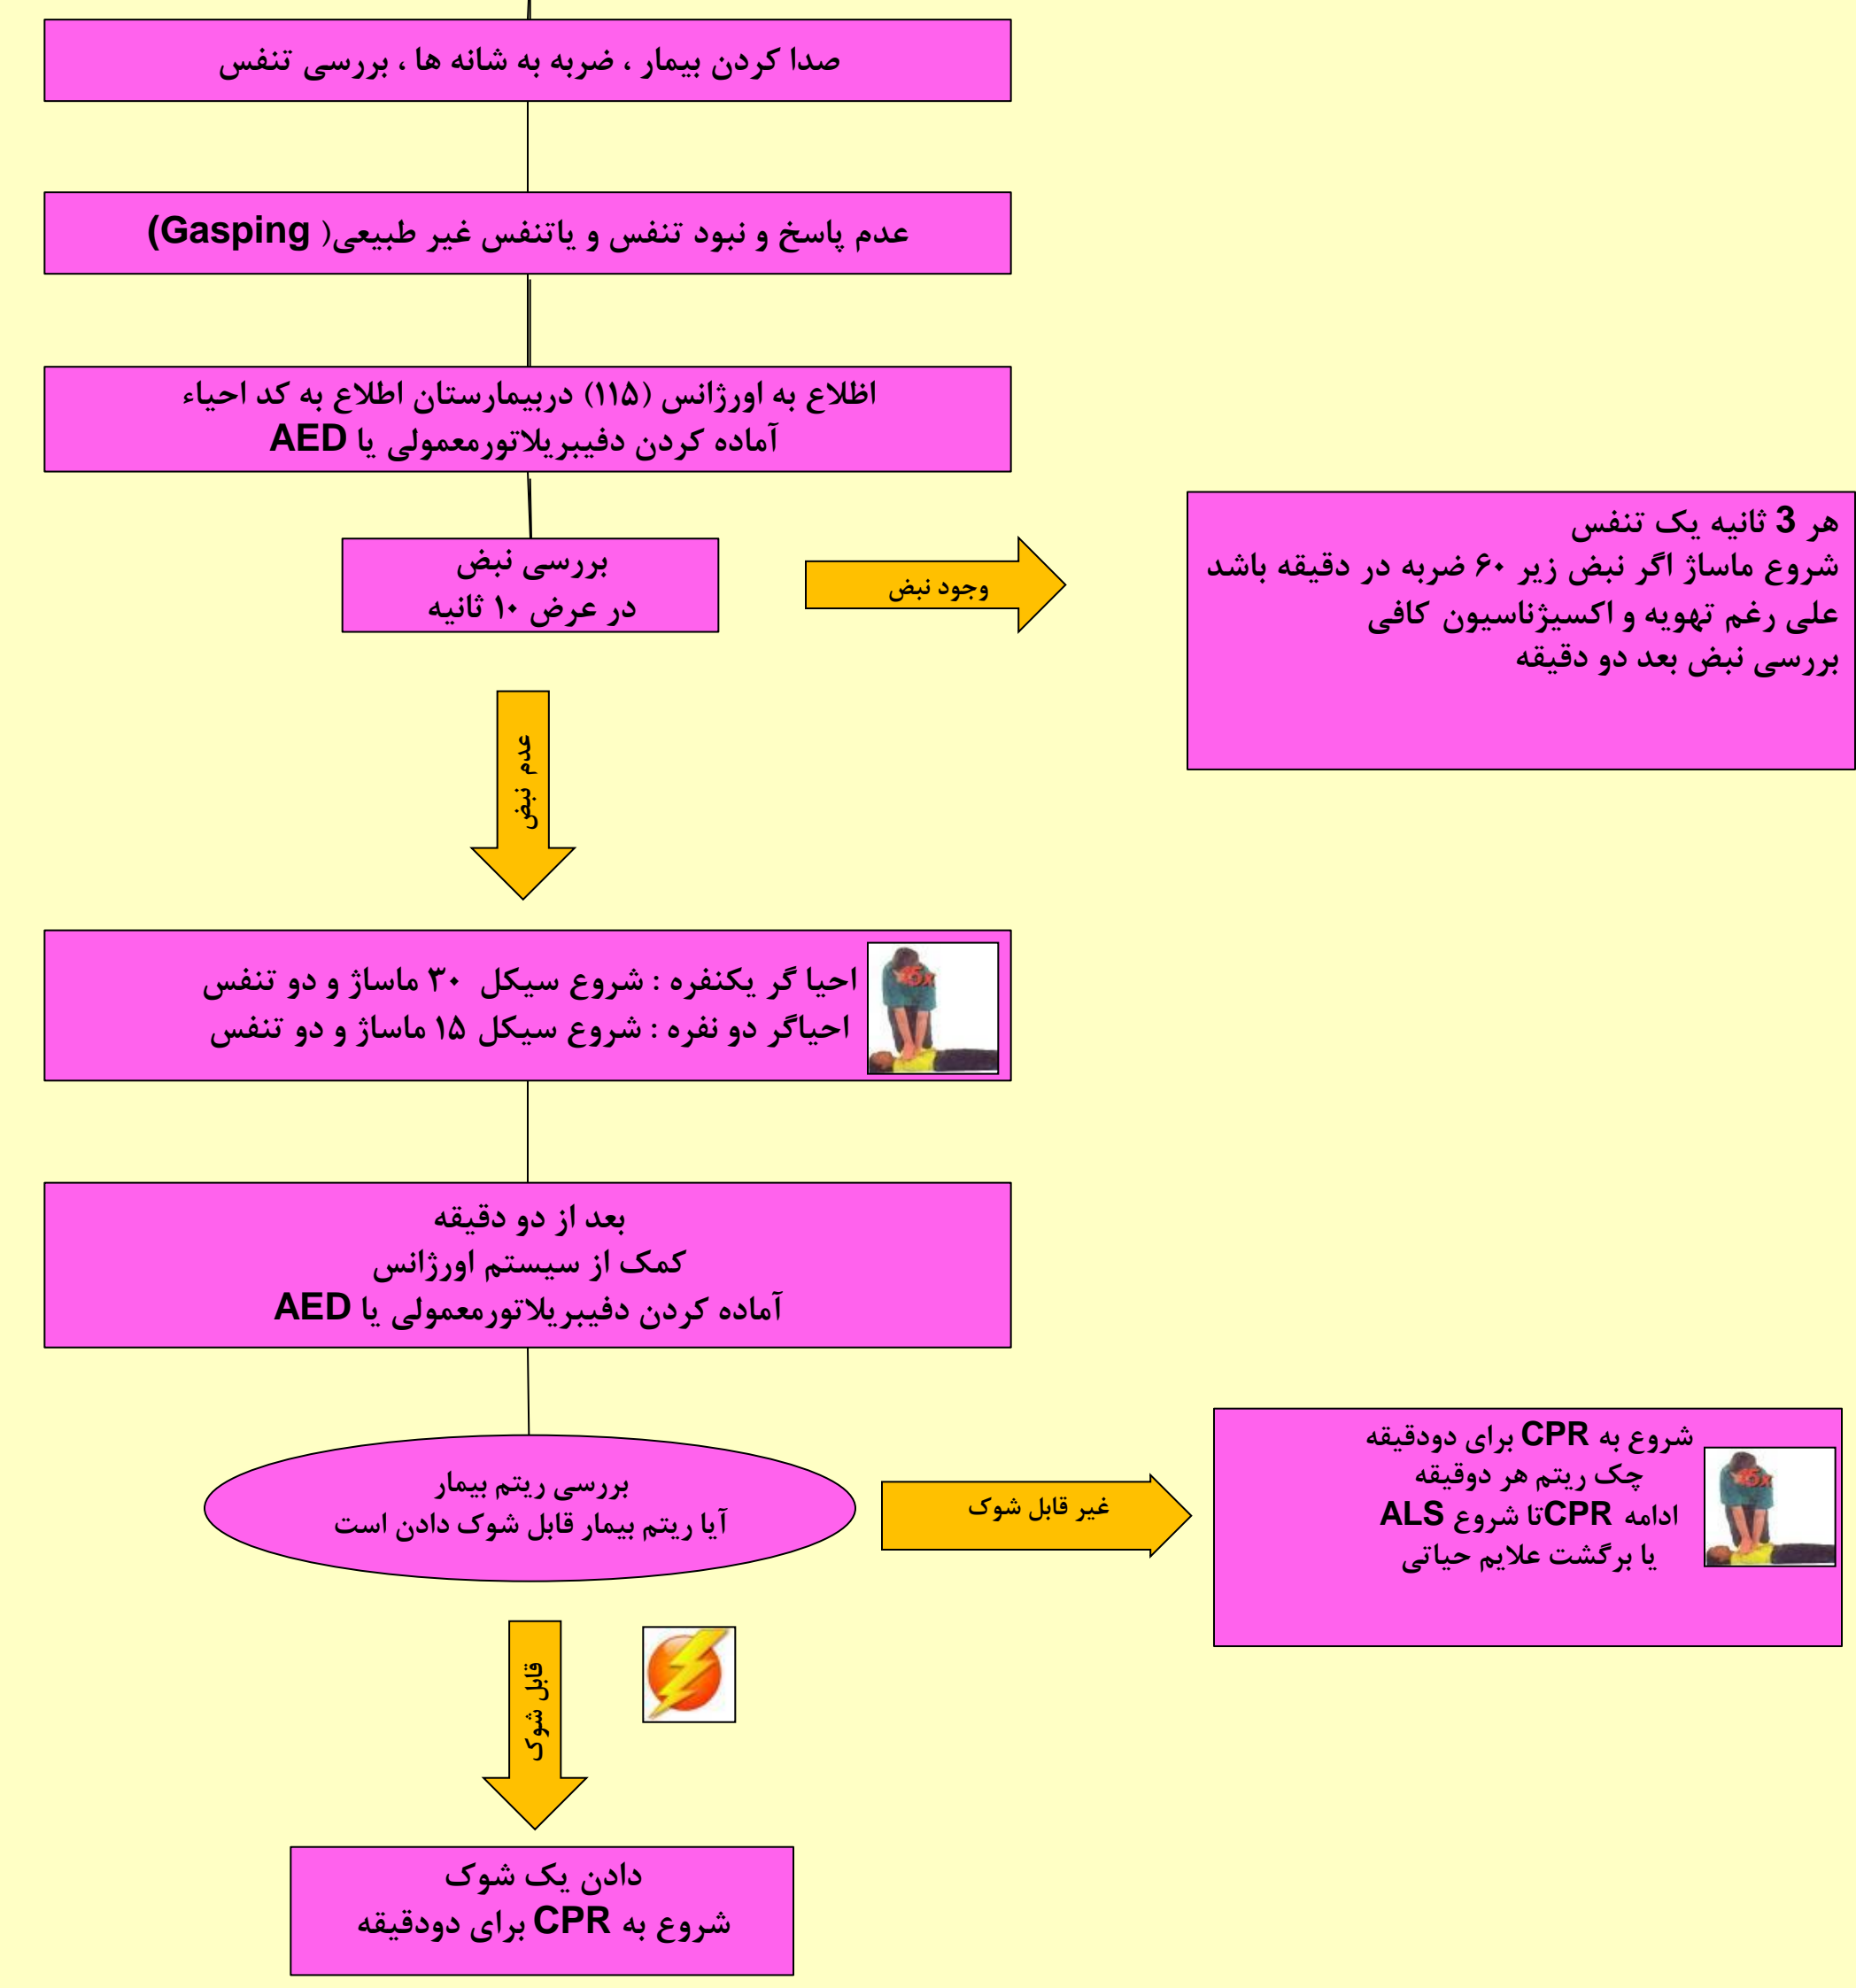 صدا کردن بیمار ، ضربه به شانه ها ، بررسی تنفس
عدم پاسخ و نبود تنفس و یاتنفس غیر طبیعی( Gasping)
اظلاع به اورژانس (۱۱۵) دربیمارستان اطلاع به کد احیاء
آماده کردن دفیبریلاتورمعمولی یا AED
بررسی نبض
در عرض ۱۰ ثانیه
وجود نبض
هر 3 ثانیه یک تنفس
شروع ماساژ اگر نبض زیر ۶۰ ضربه در دقیقه باشد
علی رغم تهویه و اکسیژناسیون کافی
بررسی نبض بعد دو دقیقه
عدم نبض
احیا گر یکنفره : شروع سیکل ۳۰ ماساژ و دو تنفس
احیاگر دو نفره : شروع سیکل ۱۵ ماساژ و دو تنفس
بعد از دو دقیقه
کمک از سیستم اورژانس
آماده کردن دفیبریلاتورمعمولی یا AED
بررسی ریتم بیمار
آیا ریتم بیمار قابل شوک دادن است
غیر قابل شوک
شروع به CPR برای دودقیقه
چک ریتم هر دوقیقه
ادامه CPRتا شروع ALS
یا برگشت علایم حیاتی
قابل شوک
دادن یک شوک
شروع به CPR برای دودقیقه